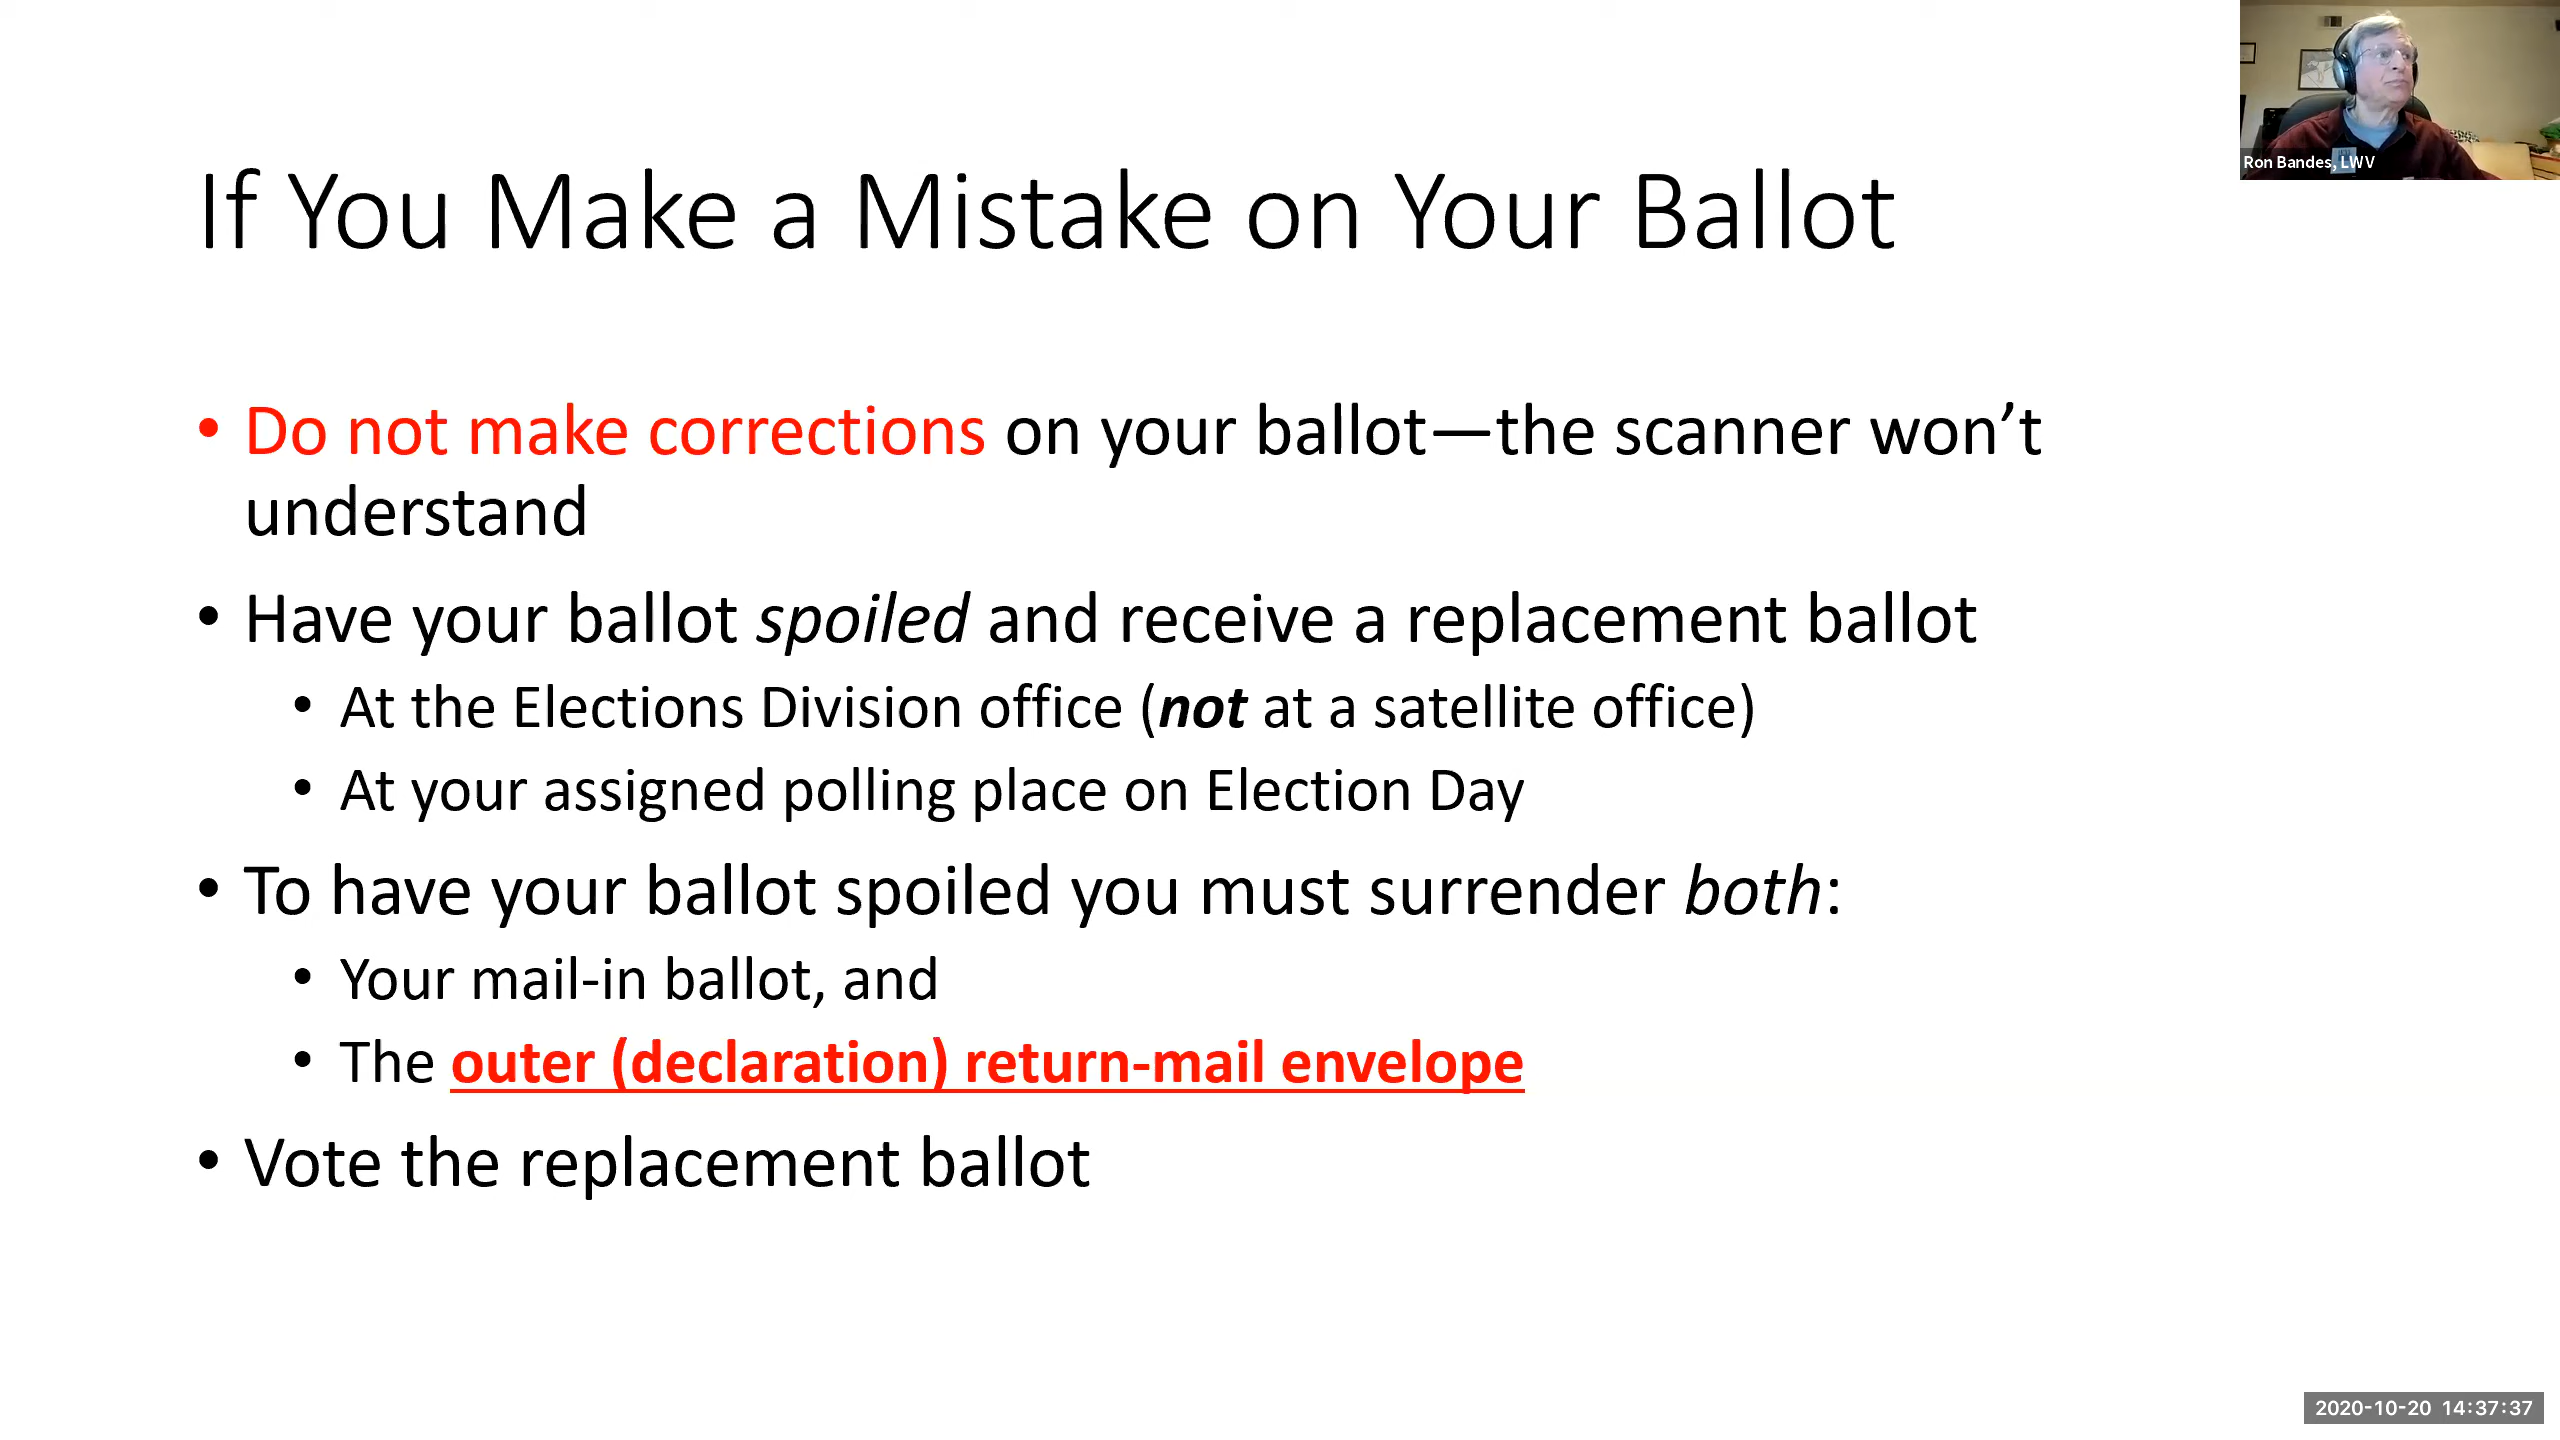 If You Make a Mistake on Your Ballot
• Do not make corrections on your ballot—the scanner won’t
understand
• Have your ballot spoiled and receive a replacement ballot
• At the Elections Division office (not at a satellite office)
• At your assigned polling place on Election Day
• To have your ballot spoiled you must surrender both:
• Your mail-in ballot, and
• The outer (declaration) return-mail envelope
• Vote the replacement ballot
Ron Bandes, LWV
2020-10-20 14:37:37